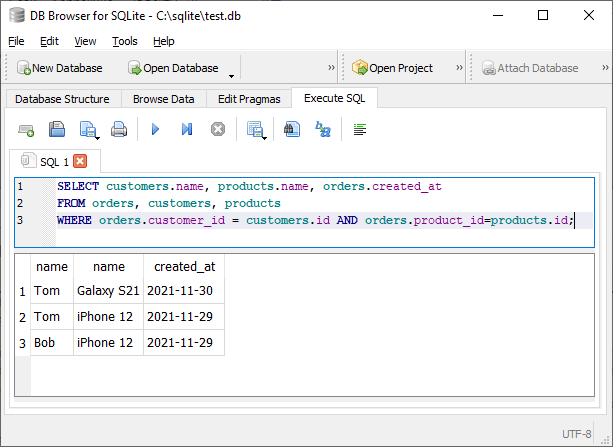 DB Browser for SQLite - C:\sqlite\test.db
File Edit View Tools Help
New Database Open Database » Open Project » Attach Database »
Database Structure Browse Data Edit Pragmas Execute SQL
SQL 1
1 SELECT customers.name, products.name, orders.created_at
2 FROM orders, customers, products
3 WHERE orders.customer_id = customers.id AND orders.product_id=products.id;
name name created_at
1 Tom Galaxy S21 2021-11-30
2 Tom iPhone 12 2021-11-29
3 Bob iPhone 12 2021-11-29
UTF-8